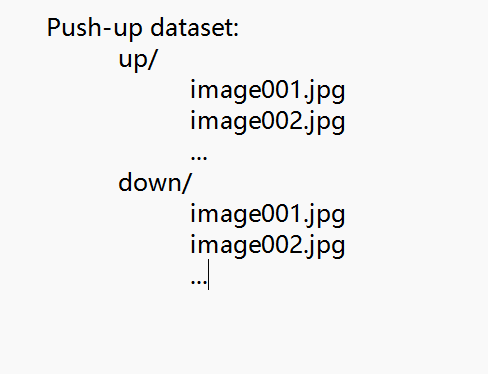 Push-up dataset:
up/
image001.jpg
image002.jpg
...
down/
image001.jpg
image002.jpg
...